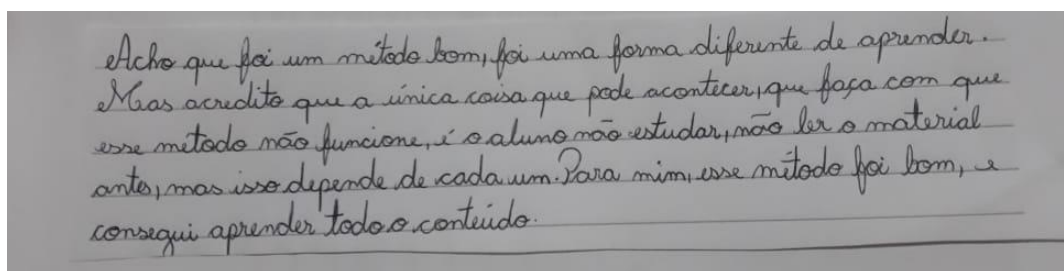 Acho que foi um método bom, foi uma forma diferente de aprender.
Mas acredito que a única coisa que pode acontecer, que faça com que
esse método não funcione, é o aluno não estudar, não ler o material
antes, mas isso depende de cada um. Para mim, esse método foi bom, e
consegui aprender todo o conteúdo.